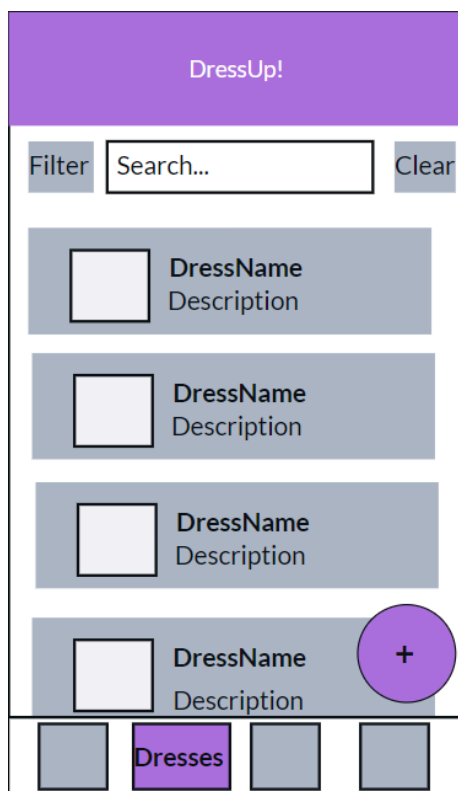 DressUp!
Filter Search... Clear
DressName
Description
DressName
Description
DressName
Description
DressName
Description
+
Dresses